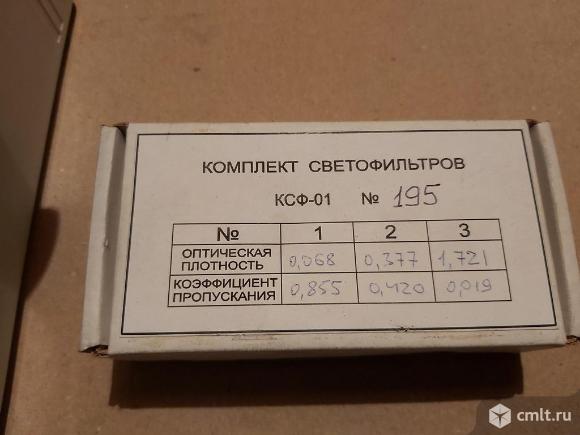 КОМПЛЕКТ СВЕТОФИЛЬТРОВ
КСФ-01 № 195
№ 1 2 3
ОПТИЧЕСКАЯ ПЛОТНОСТЬ 0,068 0,377 1,721
КОЭФФИЦИЕНТ ПРОПУСКАНИЯ 0,855 0,420 0,019
cmlt.ru